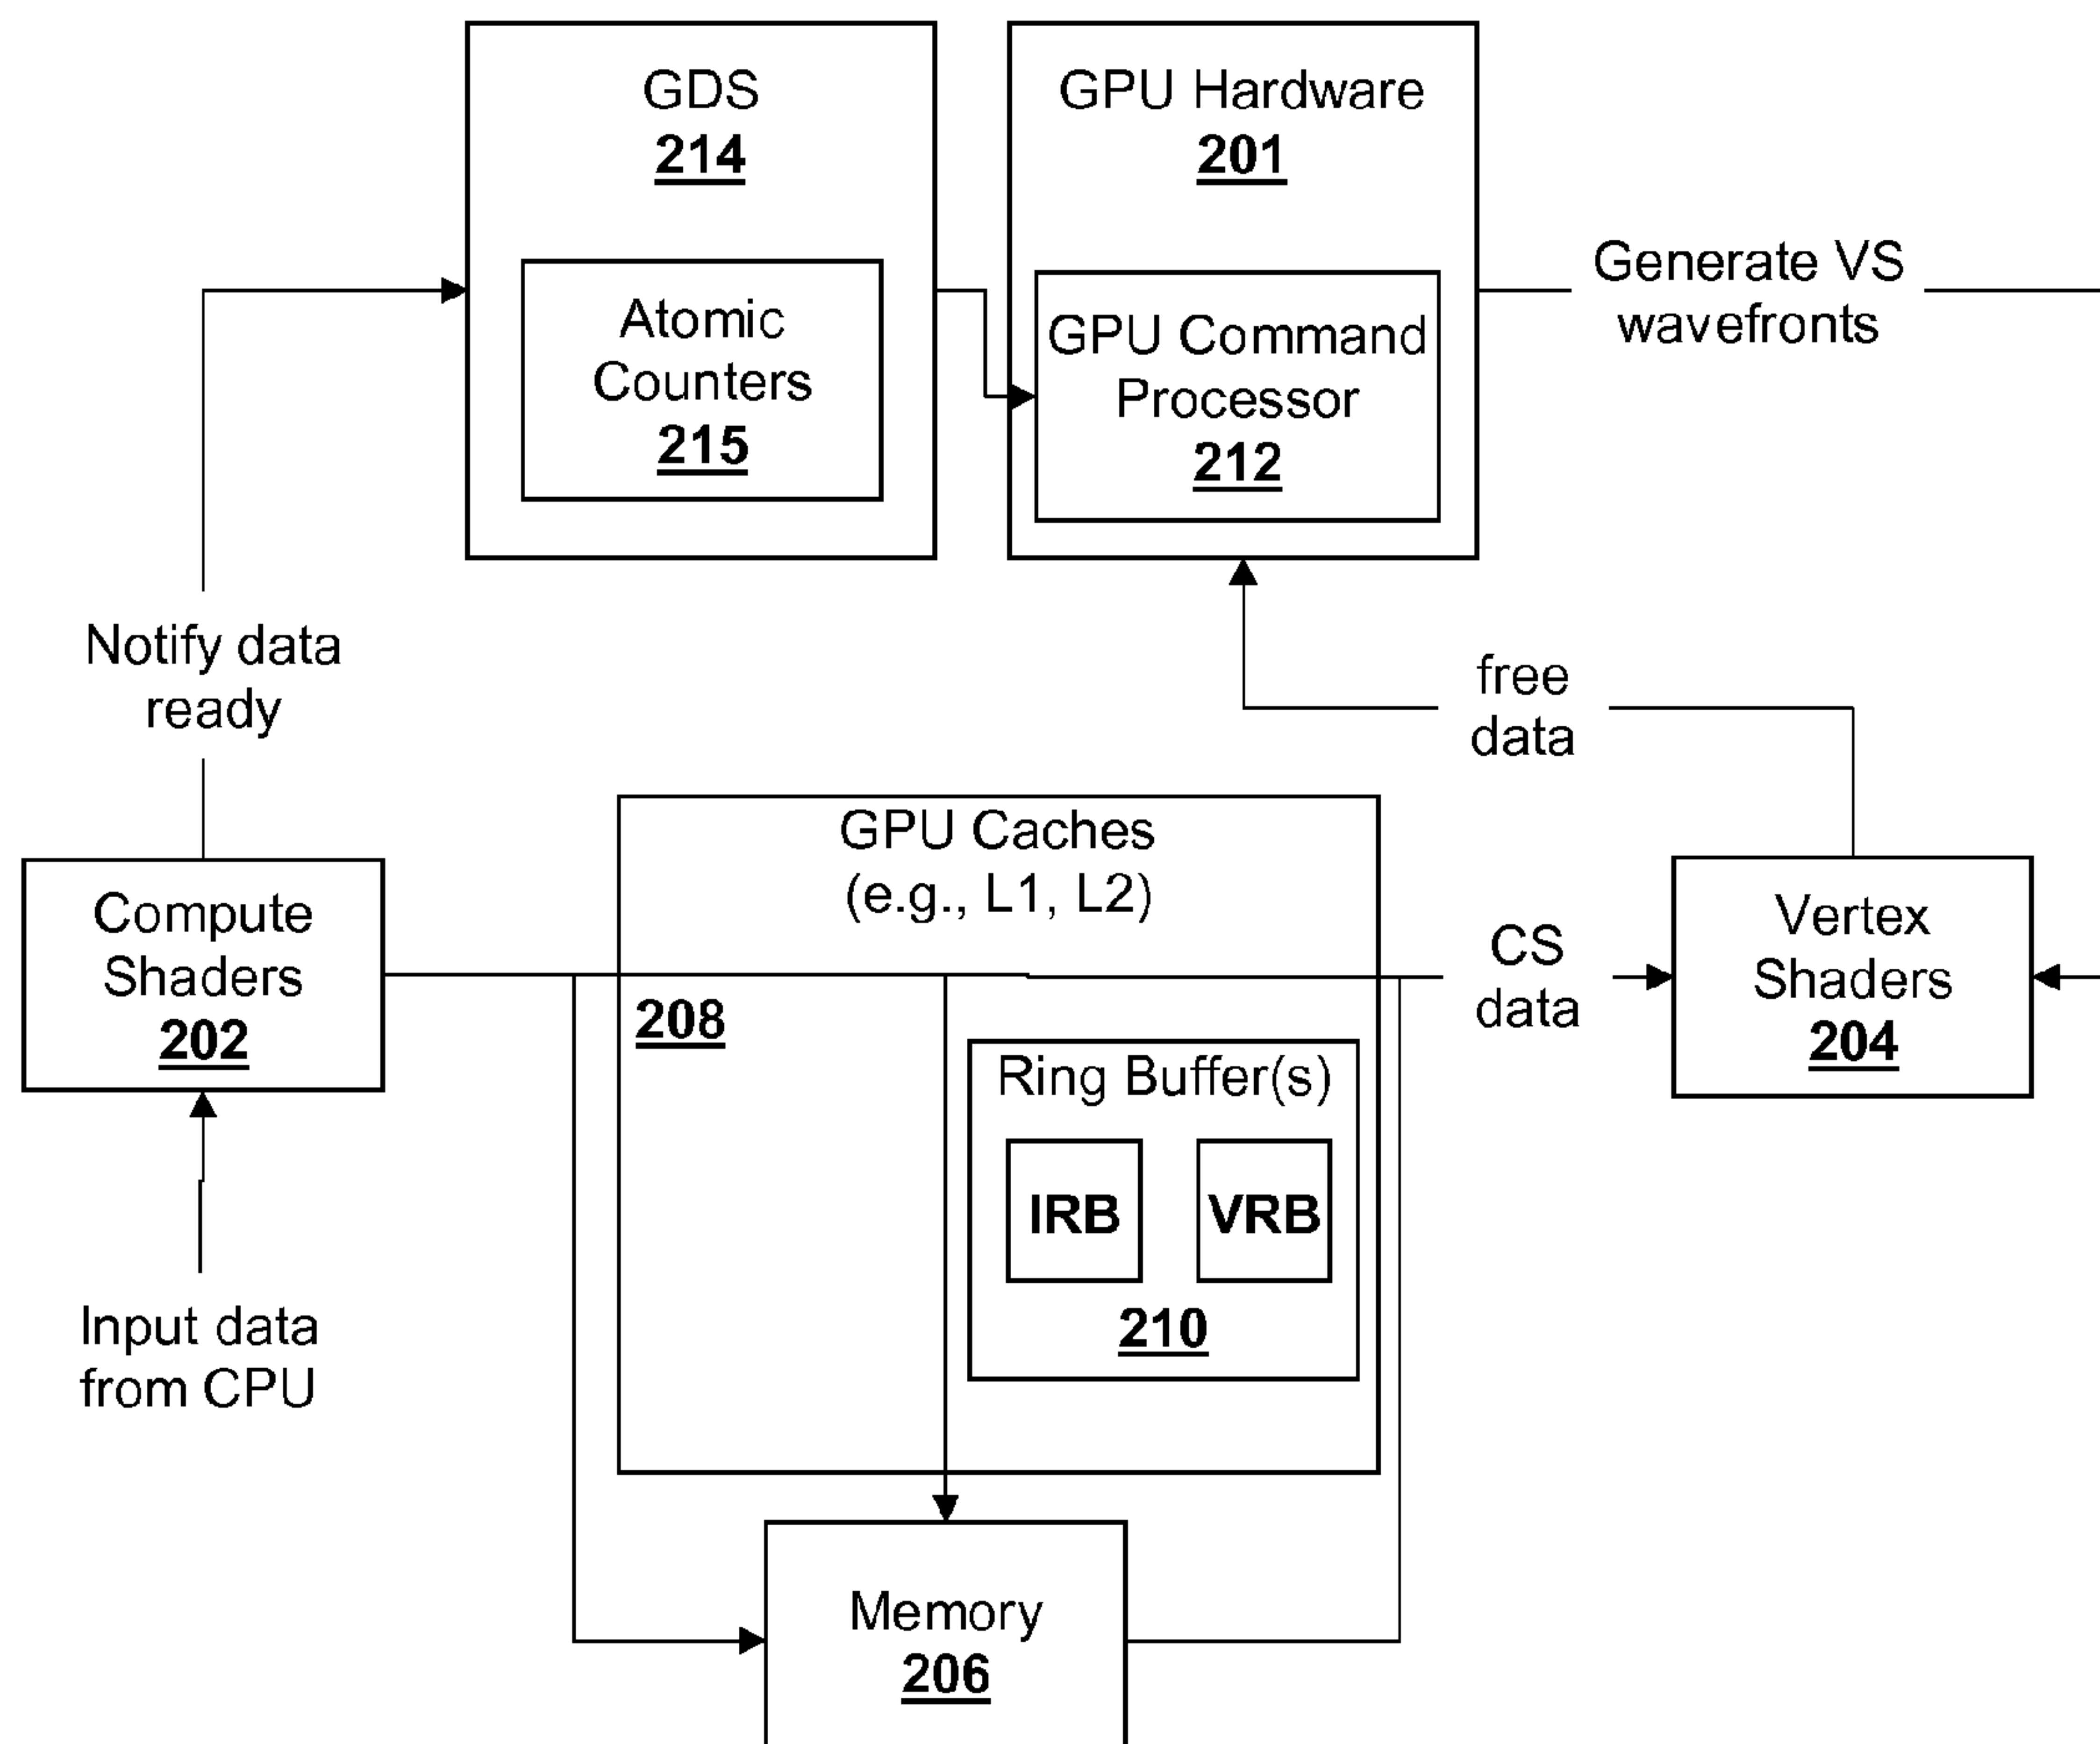 GDS
214
Atomic
Counters
215
GPU Hardware
201
GPU Command
Processor
212
Generate VS
wavefronts
Notify data
ready
free
data
Compute
Shaders
202
GPU Caches
(e.g., L1, L2)
208
Ring Buffer(s)
IRB
VRB
210
CS
data
Vertex
Shaders
204
Input data
from CPU
Memory
206